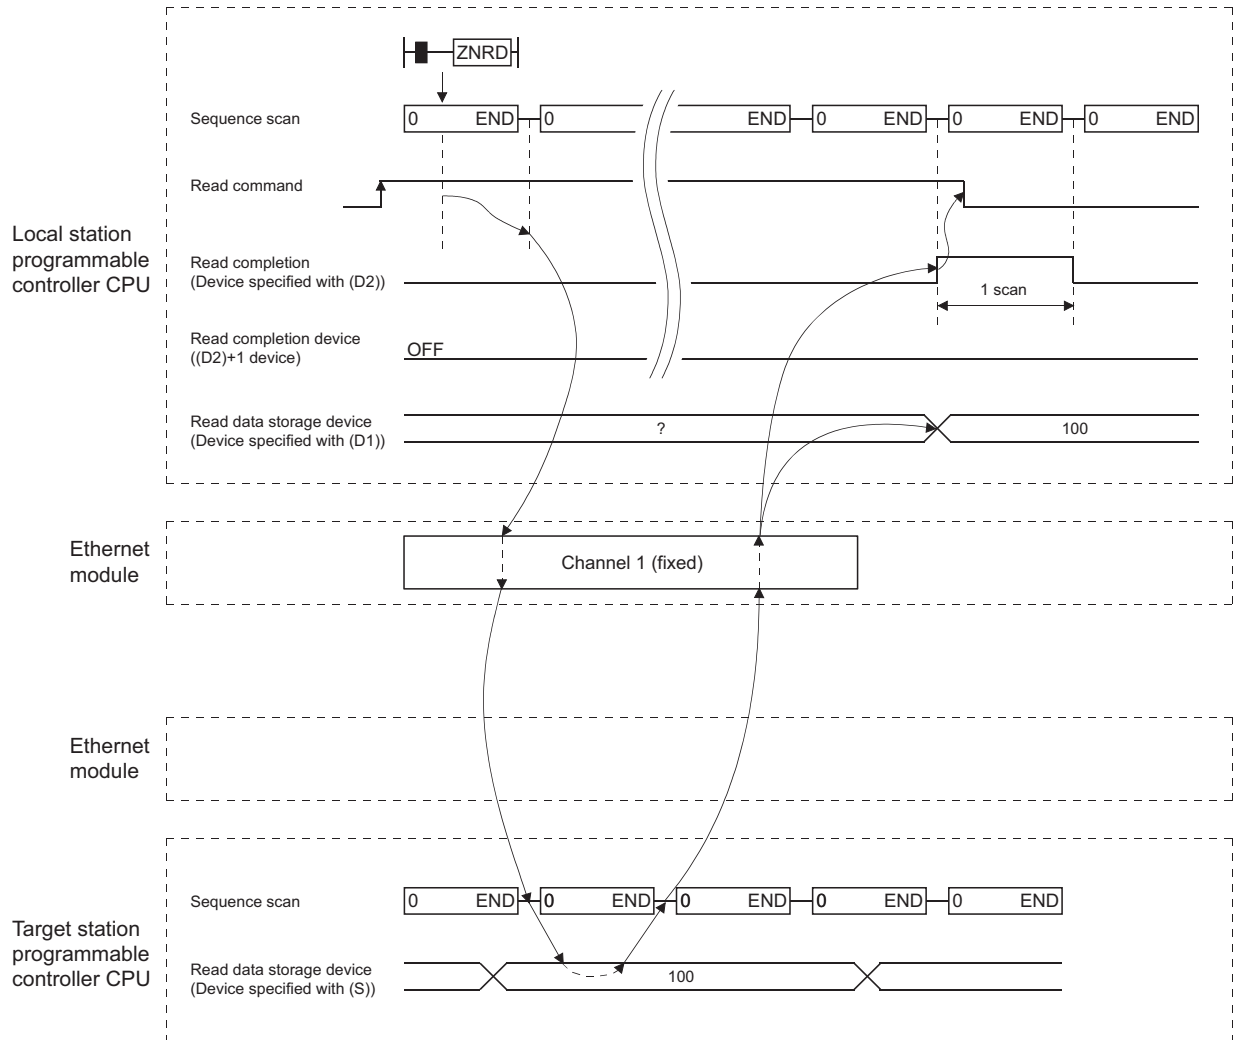 ZNRD
Sequence scan
0 END 0 END 0 END 0 END 0 END
Read command
Local station
programmable
controller CPU
Read completion
(Device specified with (D2))
1 scan
Read completion device
((D2)+1 device)
OFF
Read data storage device
(Device specified with (D1))
?
100
Ethernet
module
Channel 1 (fixed)
Ethernet
module
Sequence scan
0 END 0 END 0 END 0 END 0 END
Target station
programmable
controller CPU
Read data storage device
(Device specified with (S))
100